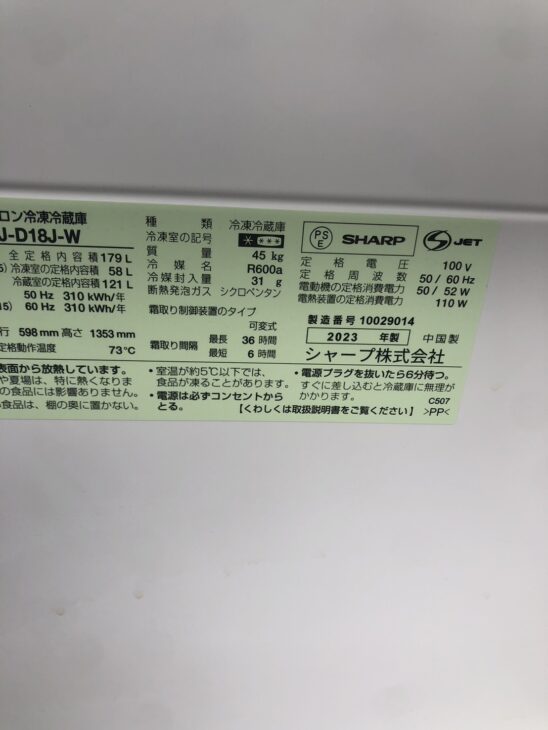 ロン冷凍冷蔵庫
J-D18J-W
全定格内容積 179 L
冷凍室の定格内容積 58 L
冷蔵室の定格内容積 121 L
50 Hz 310 kWh/年
60 Hz 310 kWh/年
行 598 mm 高さ 1353 mm
定格動作温度 73℃
表面から放熱しています。
や夏場は、特に熱くなりま
の食品には影響ありません。
食品は、棚の奥に置かない。
種類 冷凍冷蔵庫
冷凍室の記号 * ***
質量 45 kg
冷媒名 R600a
冷媒封入量 31 g
断熱発泡ガス シクロペンタン
霜取り制御装置のタイプ
可変式
霜取り間隔 最長 36 時間
最短 6 時間
・室温が約5℃以下では、
食品が凍ることがあります。
・電源は必ずコンセントから
とる。
PS
E
SHARP
S JET
定格電圧 100 V
定格周波数 50/60 Hz
電動機の定格消費電力 50/52 W
電熱装置の定格消費電力 110 W
製造番号 10029014
2023 年製 中国製
シャープ株式会社
・電源プラグを抜いたら6分待つ。
すぐに差し込むと冷蔵庫に無理が
かかります。
C507
【くわしくは取扱説明書をご覧ください】 >PP<